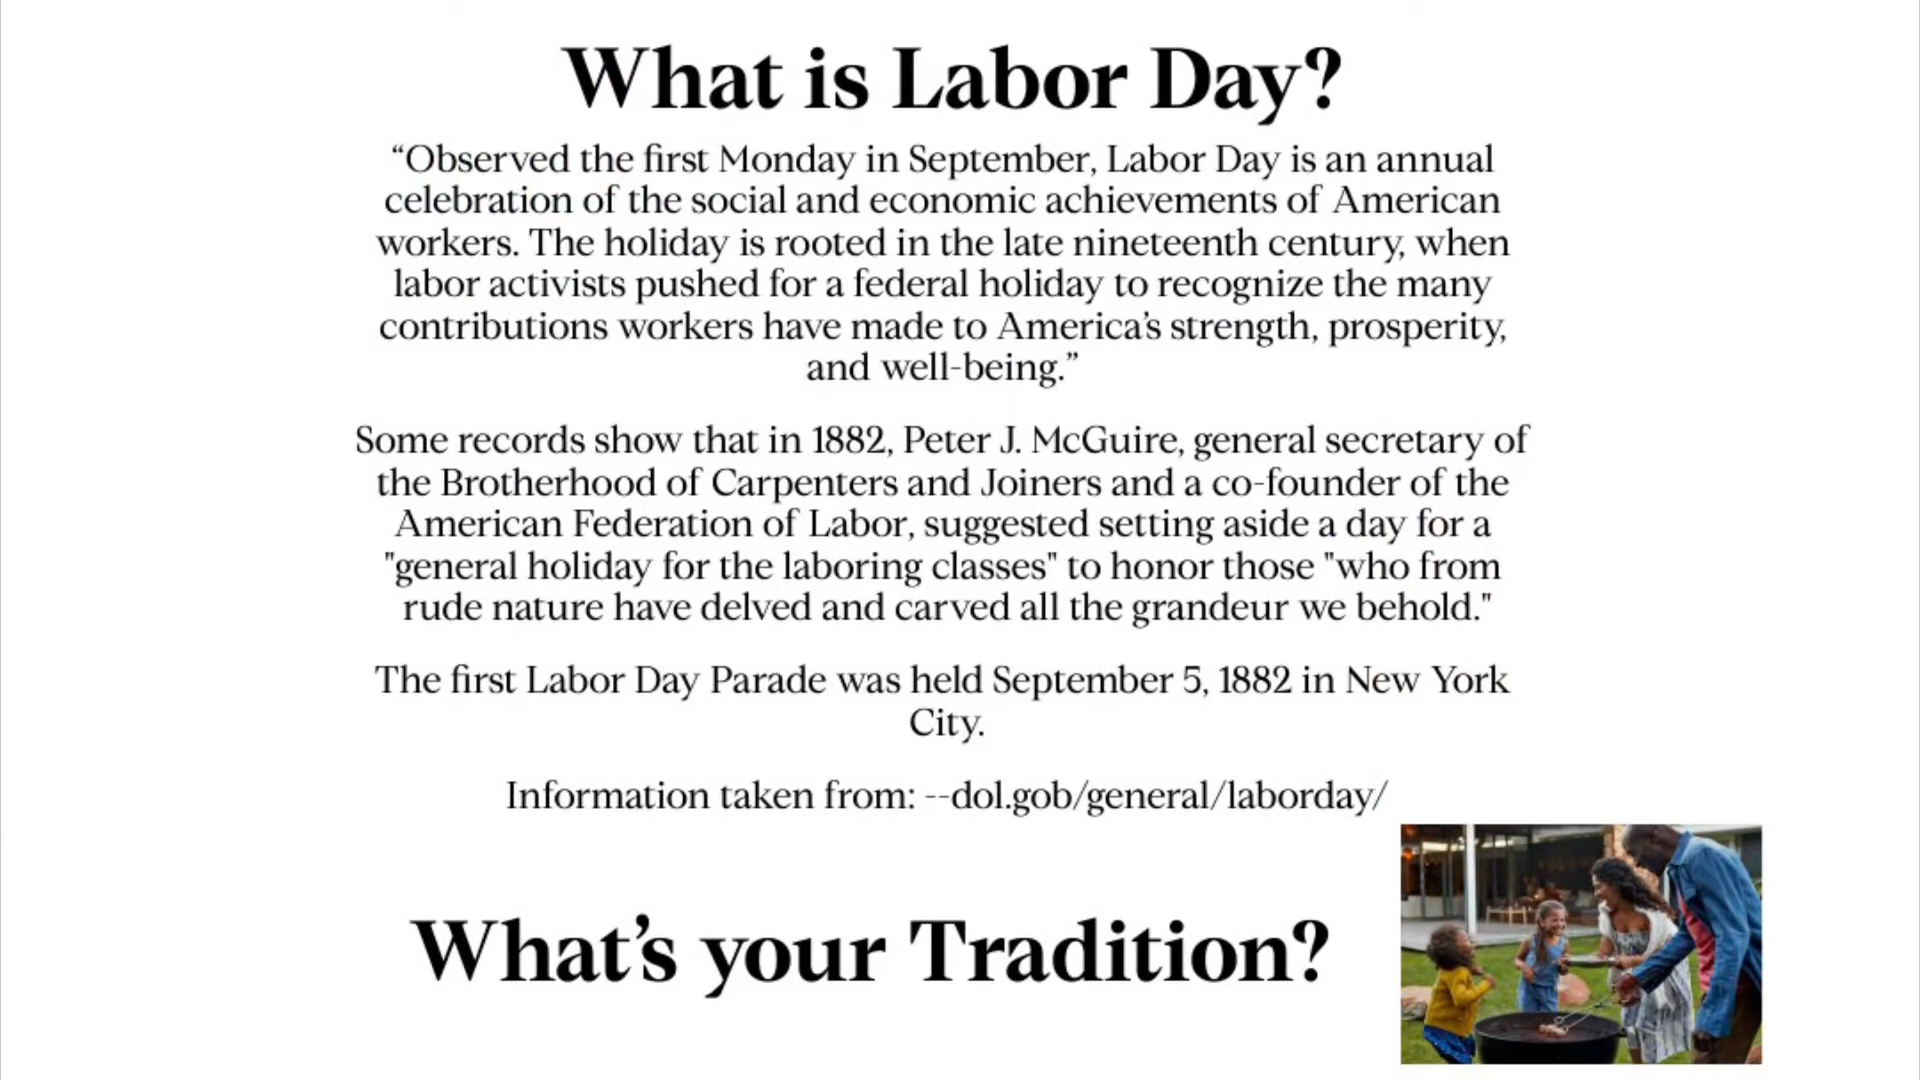 What is Labor Day?
“Observed the first Monday in September, Labor Day is an annual
celebration of the social and economic achievements of American
workers. The holiday is rooted in the late nineteenth century, when
labor activists pushed for a federal holiday to recognize the many
contributions workers have made to America’s strength, prosperity,
and well-being.”
Some records show that in 1882, Peter J. McGuire, general secretary of
the Brotherhood of Carpenters and Joiners and a co-founder of the
American Federation of Labor, suggested setting aside a day for a
"general holiday for the laboring classes" to honor those "who from
rude nature have delved and carved all the grandeur we behold."
The first Labor Day Parade was held September 5, 1882 in New York
City.
Information taken from: --dol.gob/general/laborday/
What’s your Tradition?